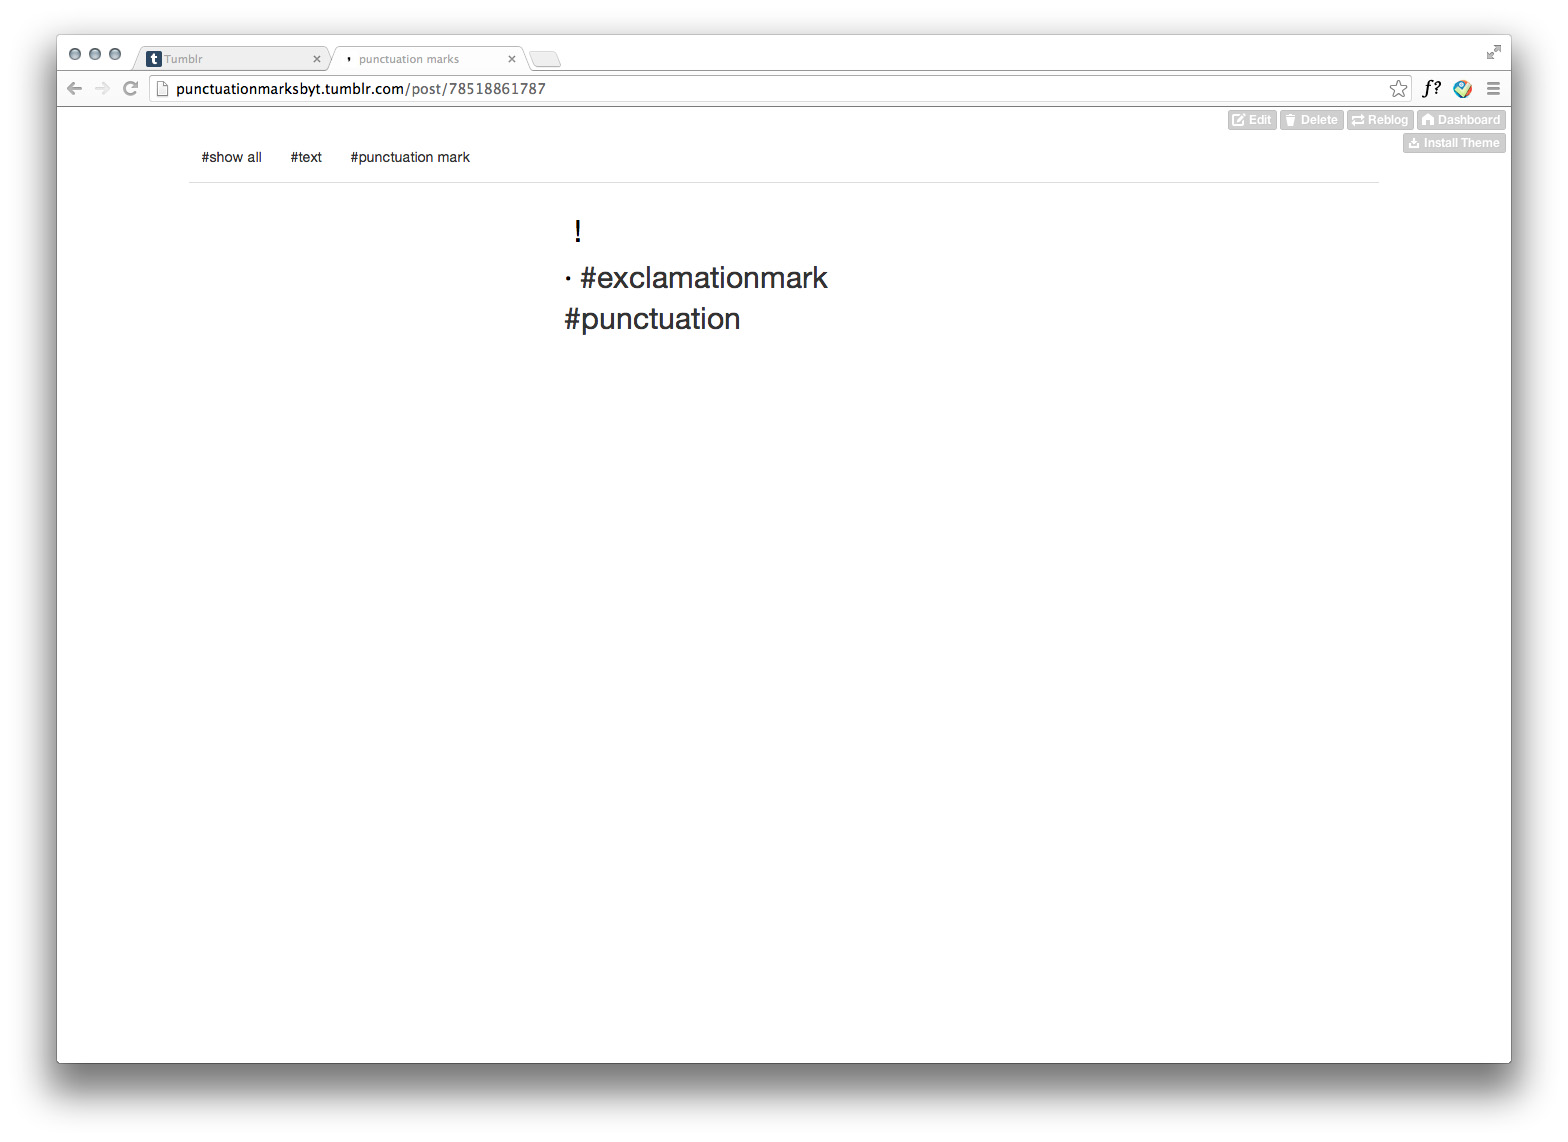 Tumblr
punctuation marks
punctuationmarksbyt.tumblr.com/post/78518861787
f?
Edit Delete Reblog Dashboard
Install Theme
#show all #text #punctuation mark
!
· #exclamationmark
#punctuation